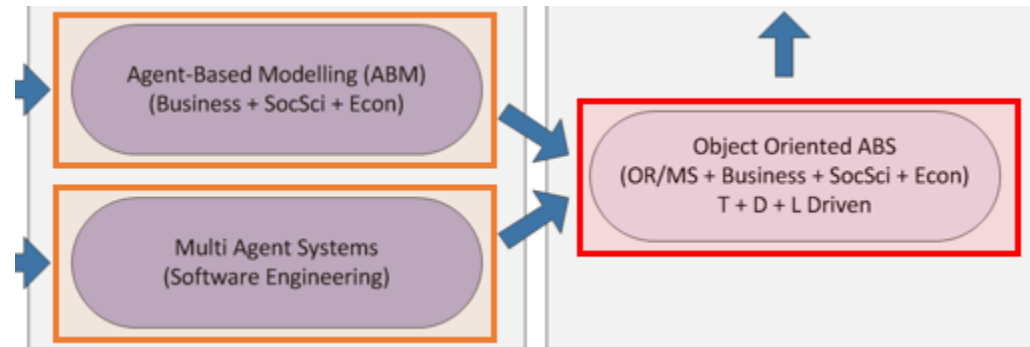 Agent-Based Modelling (ABM)
(Business + SocSci + Econ)
Multi Agent Systems
(Software Engineering)
Object Oriented ABS
(OR/MS + Business + SocSci + Econ)
T + D + L Driven